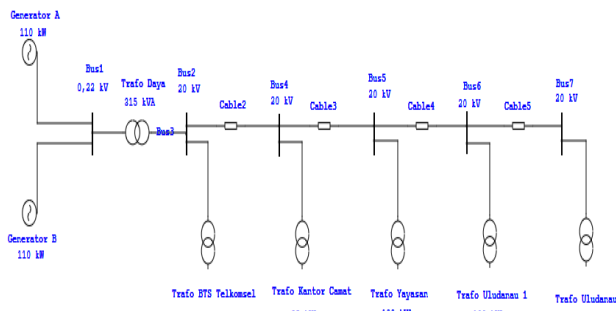 Generator A
110 kW
Bus1
0,22 kV
Trafo Daya
315 kVA
Bus3
Bus2
20 kV
Cable2
Bus4
20 kV
Cable3
Bus5
20 kV
Cable4
Bus6
20 kV
Cable5
Bus7
20 kV
Generator B
110 kW
Trafo BTS Telkomsel
Trafo Kantor Camat
Trafo Yayasan
Trafo Uludanau 1
Trafo Uludanau